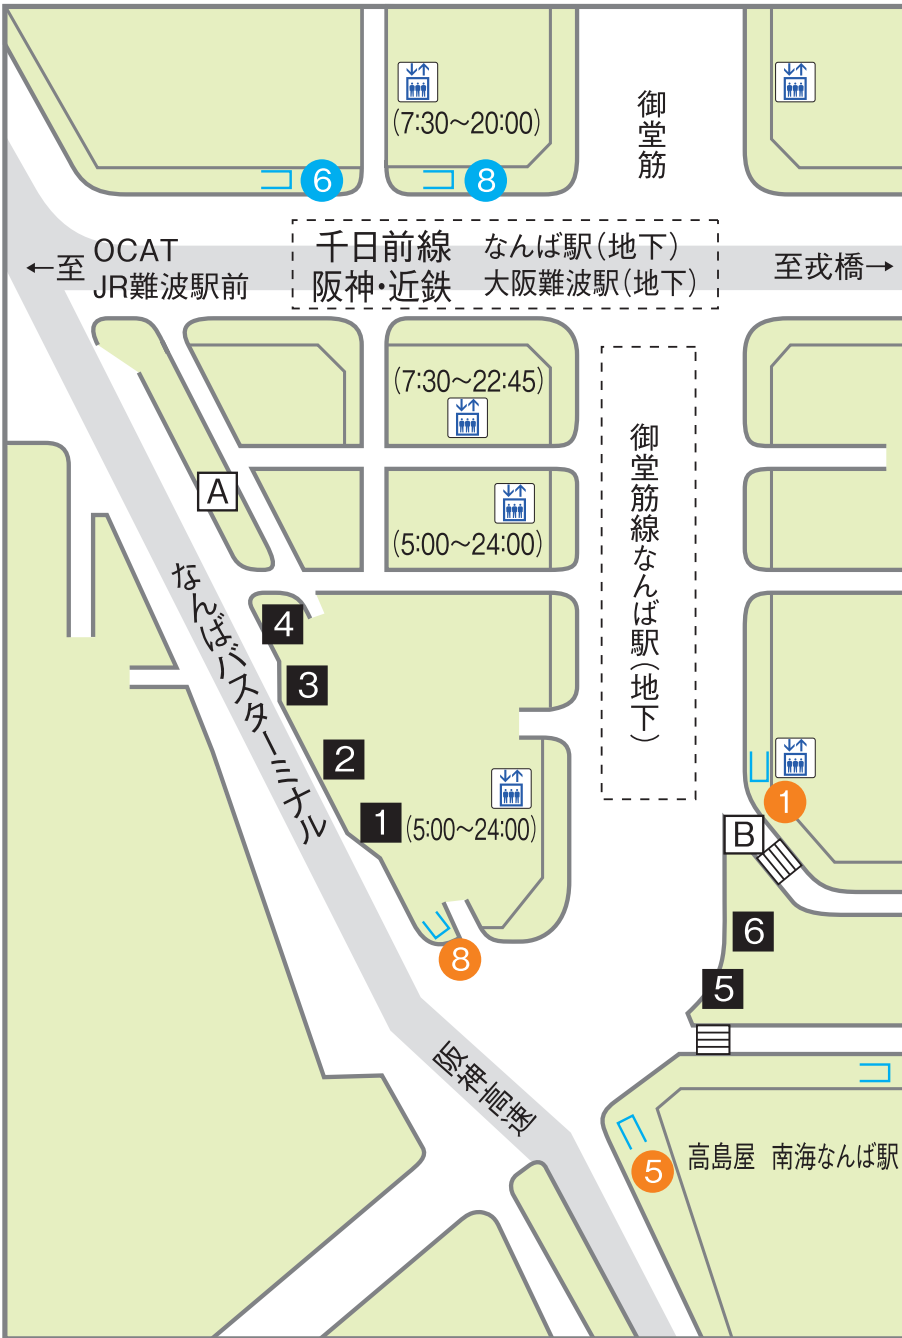 (7:30～20:00)
御堂筋
6
8
千日前線 なんば駅(地下)
阪神・近鉄 大阪難波駅(地下)
←至 OCAT
JR難波駅前
至戎橋→
(7:30～22:45)
御堂筋線なんば駅(地下)
A
(5:00～24:00)
なんばバスターミナル
4
3
2
1
(5:00～24:00)
1
B
6
8
5
阪神高速
5
高島屋 南海なんば駅